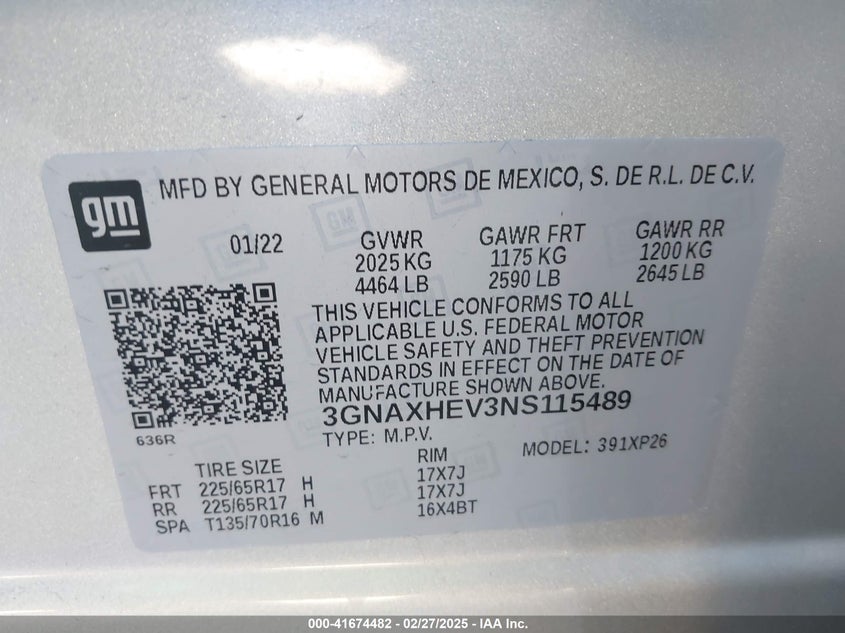 gm
MFD BY GENERAL MOTORS DE MEXICO, S. DE R.L. DE C.V.
01/22 GVWR GAWR FRT GAWR RR
2025 KG 1175 KG 1200 KG
4464 LB 2590 LB 2645 LB
THIS VEHICLE CONFORMS TO ALL
APPLICABLE U.S. FEDERAL MOTOR
VEHICLE SAFETY AND THEFT PREVENTION
STANDARDS IN EFFECT ON THE DATE OF
MANUFACTURE SHOWN ABOVE.
3GNAXHEV3NS115489
636R
TYPE: M.P.V. MODEL: 391XP26
TIRE SIZE RIM
FRT 225/65R17 H 17X7J
RR 225/65R17 H 17X7J
SPA T135/70R16 M 16X4BT
000-41674482 - 02/27/2025 - IAA Inc.